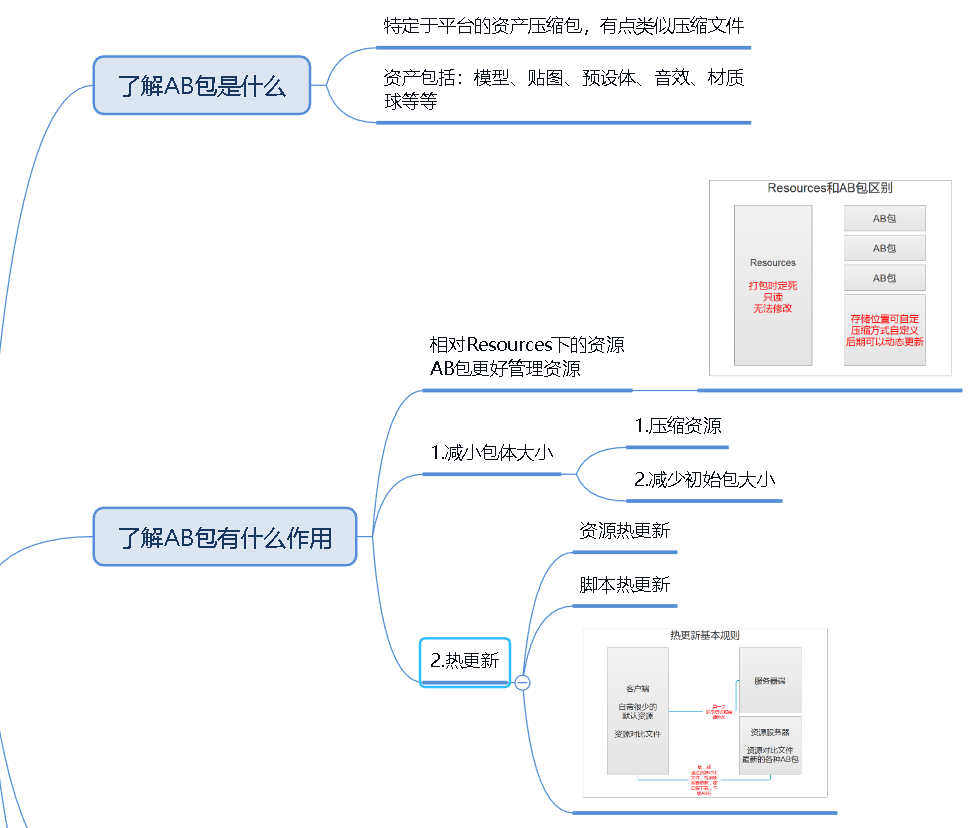 特定于平台的资产压缩包，有点类似压缩文件
了解AB包是什么
资产包括：模型、贴图、预设体、音效、材质
球等等
Resources和AB包区别
Resources
打包时定死
只读
无法修改
AB包
AB包
AB包
存储位置可自定
压缩方式自定义
后期可以动态更新
相对Resources下的资源
AB包更好管理资源
1.减小包体大小
1.压缩资源
2.减少初始包大小
了解AB包有什么作用
2.热更新
资源热更新
脚本热更新
热更新基本规则
客户端
自带很少的
默认资源
资源对比文件
服务器端
资源服务器
资源对比文件
最新的各种AB包